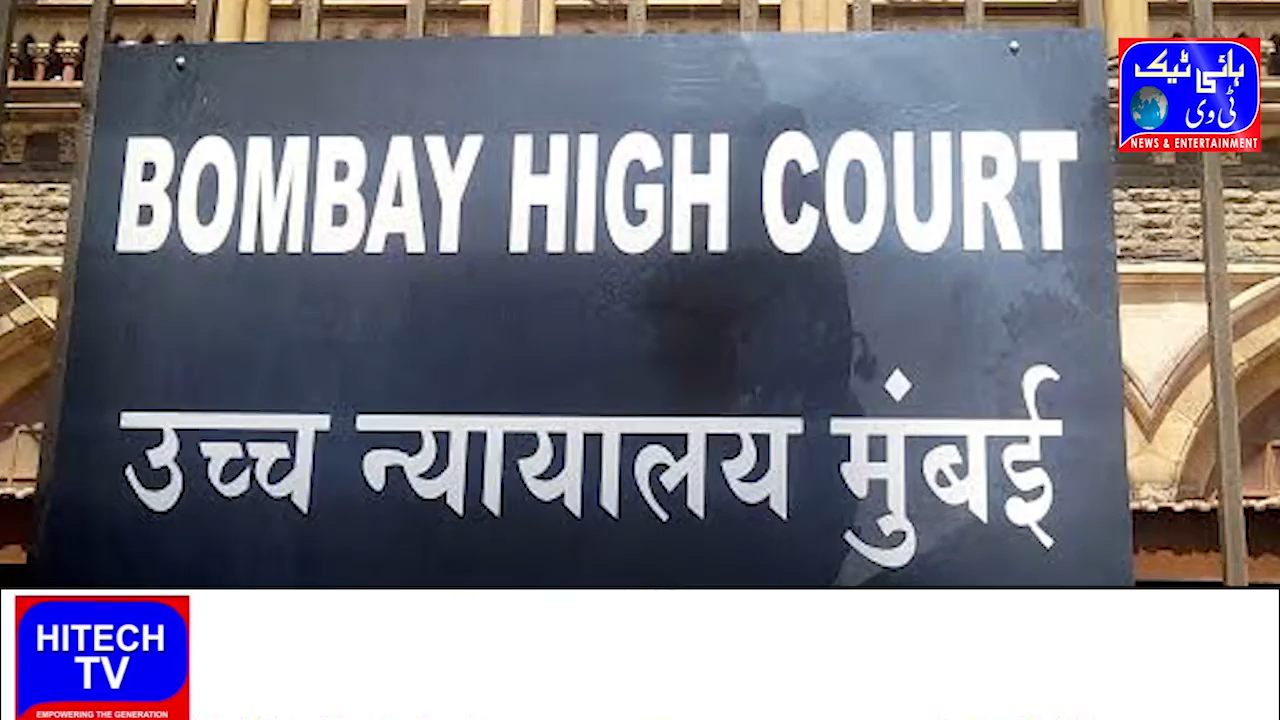 BOMBAY HIGH COURT
उच्च न्यायालय मुंबई
ہائی ٹیک
ٹی وی
NEWS & ENTERTAINMENT
HITECH
TV
EMPOWERING THE GENERATION